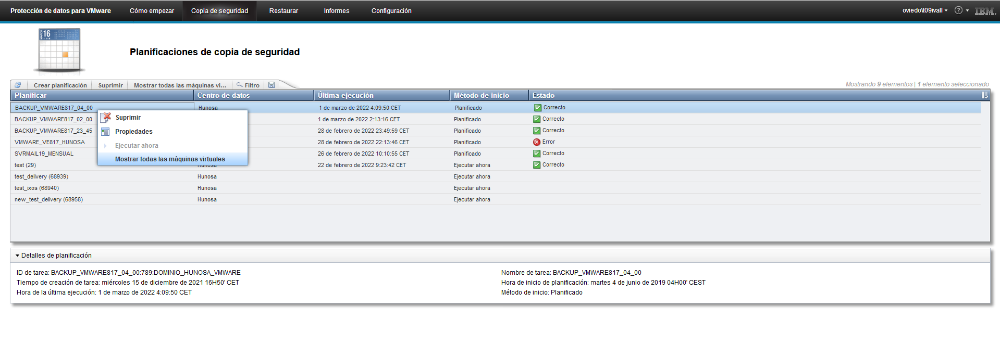 Protección de datos para VMware Cómo empezar Copia de seguridad Restaurar Informes Configuración oviedo\t09ivall ? IBM.
MARCH 16
Planificaciones de copia de seguridad
Crear planificación Suprimir Mostrar todas las máquinas vi... Filtro Mostrando 9 elementos | 1 elemento seleccionado
Planificar Centro de datos Última ejecución Método de inicio Estado
BACKUP_VMWARE817_04_00 Hunosa 1 de marzo de 2022 4:09:50 CET Planificado Correcto
BACKUP_VMWARE817_02_00 1 de marzo de 2022 2:13:16 CET Planificado Correcto
BACKUP_VMWARE817_23_45 28 de febrero de 2022 23:49:59 CET Planificado Correcto
VMWARE_VE817_HUNOSA 28 de febrero de 2022 22:13:46 CET Planificado Error
SVRMAIL19_MENSUAL 26 de febrero de 2022 10:10:55 CET Planificado Correcto
test (29) Hunosa 22 de febrero de 2022 9:23:42 CET Ejecutar ahora Correcto
test_delivery (68939) Hunosa Ejecutar ahora
test_ixos (68940) Hunosa Ejecutar ahora
new_test_delivery (68958) Hunosa Ejecutar ahora
Suprimir
Propiedades
Ejecutar ahora
Mostrar todas las máquinas virtuales
Detalles de planificación
ID de tarea: BACKUP_VMWARE817_04_00:789:DOMINIO_HUNOSA_VMWARE Nombre de tarea: BACKUP_VMWARE817_04_00
Tiempo de creación de tarea: miércoles 15 de diciembre de 2021 16H50' CET Hora de inicio de planificación: martes 4 de junio de 2019 04H00' CEST
Hora de la última ejecución: 1 de marzo de 2022 4:09:50 CET Método de inicio: Planificado